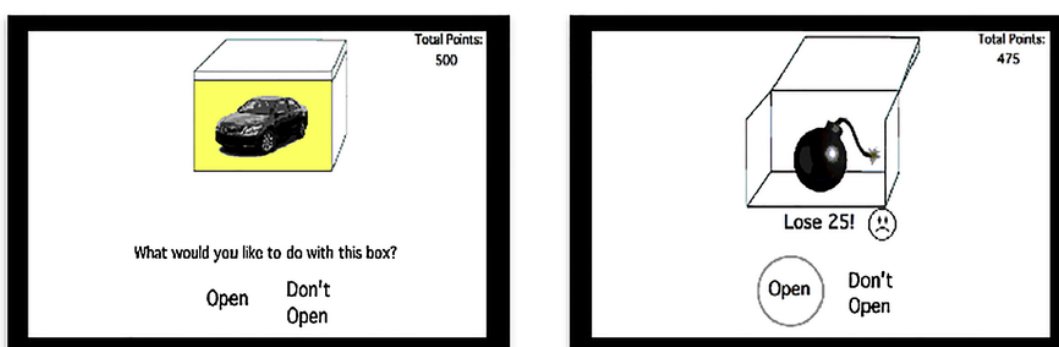 Total Points:
500
What would you like to do with this box?
Open
Don't
Open
Total Points:
475
Lose 25!
Open
Don't
Open